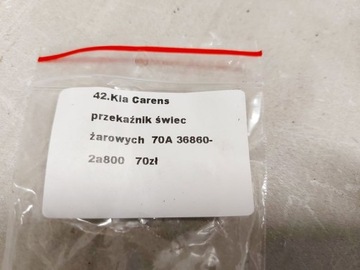 42.Kia Carens
przekaźnik świec
żarowych 70A 36860-
2a800 70zł